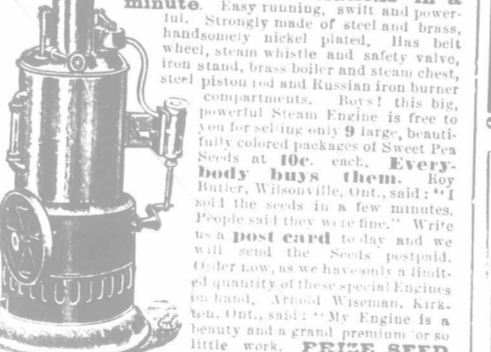 minute. Easy running, swift and power-
ful. Strongly made of steel and brass,
handsomely nickel plated. Has belt
wheel, steam whistle and safety valve,
iron stand, brass boiler and steam chest,
steel piston rod and Russian iron burner
compartments. Boys! this big,
powerful Steam Engine is free to
you for selling only 9 large, beauti-
fully colored packages of Sweet Pea
Seeds at 10c. each. Every-
body buys them. Roy
Butler, Wilsonville, Ont., said: "I
sold the seeds in a few minutes.
People said they were fine." Write
us a post card to day and we
will send the Seeds postpaid.
Order now, as we have only a limit-
ed quantity of these special Engines
on hand. Arnold Wiseman, Kirk-
ton, Ont., said: "My Engine is a
beauty and a grand premium for so
little work. PRIZE SEED